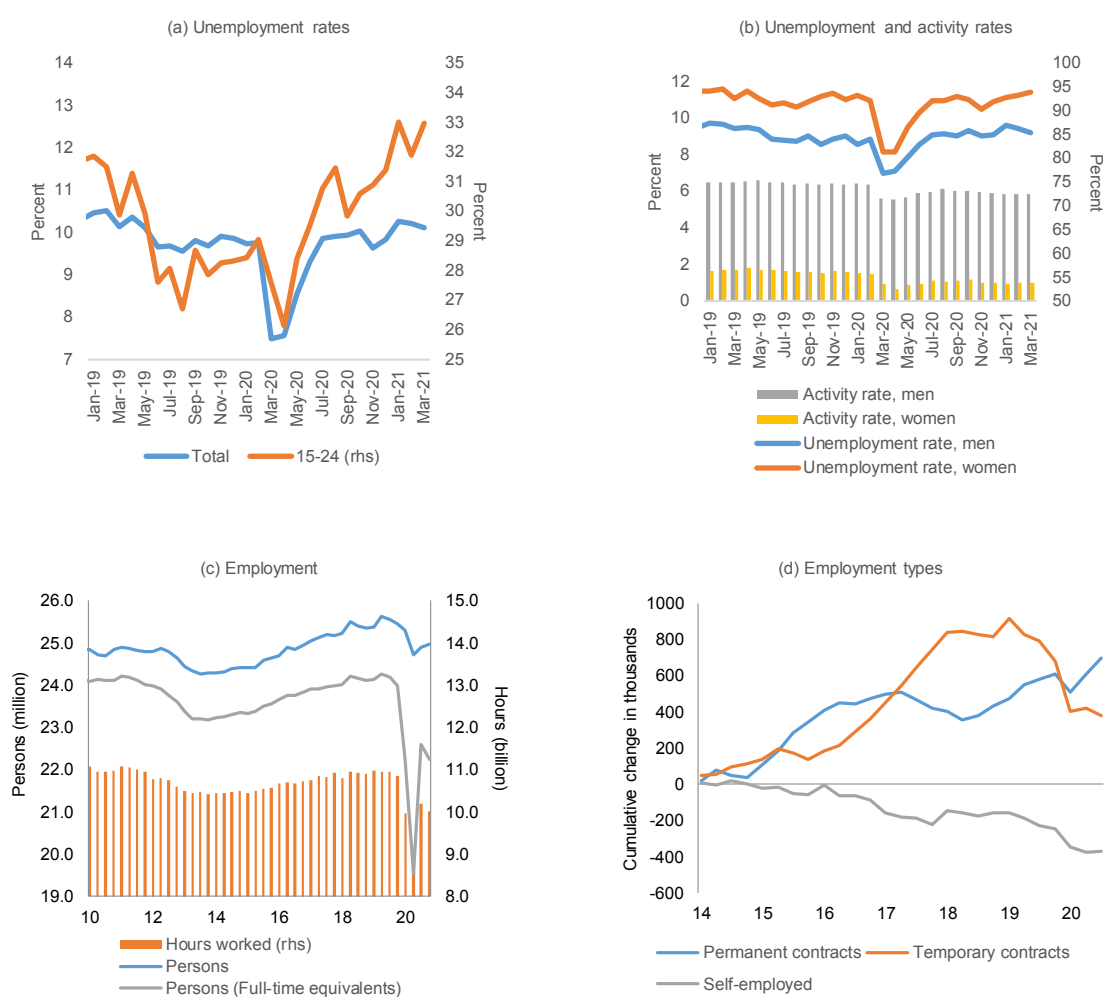 (a) Unemployment rates
14
13
12
11
10
9
8
7
Percent
35
34
33
32
31
30
29
28
27
26
25
Percent
Jan-19
Mar-19
May-19
Jul-19
Sep-19
Nov-19
Jan-20
Mar-20
May-20
Jul-20
Sep-20
Nov-20
Jan-21
Mar-21
Total
15-24 (rhs)
(b) Unemployment and activity rates
12
10
8
6
4
2
0
Percent
100
95
90
85
80
75
70
65
60
55
50
Percent
Jan-19
Mar-19
May-19
Jul-19
Sep-19
Nov-19
Jan-20
Mar-20
May-20
Jul-20
Sep-20
Nov-20
Jan-21
Mar-21
Activity rate, men
Activity rate, women
Unemployment rate, men
Unemployment rate, women
(c) Employment
26.0
25.0
24.0
23.0
22.0
21.0
20.0
19.0
Persons (million)
15.0
14.0
13.0
12.0
11.0
10.0
9.0
8.0
Hours (billion)
10
12
14
16
18
20
Hours worked (rhs)
Persons
Persons (Full-time equivalents)
(d) Employment types
1000
800
600
400
200
0
-200
-400
-600
Cumulative change in thousands
14
15
16
17
18
19
20
Permanent contracts
Temporary contracts
Self-employed